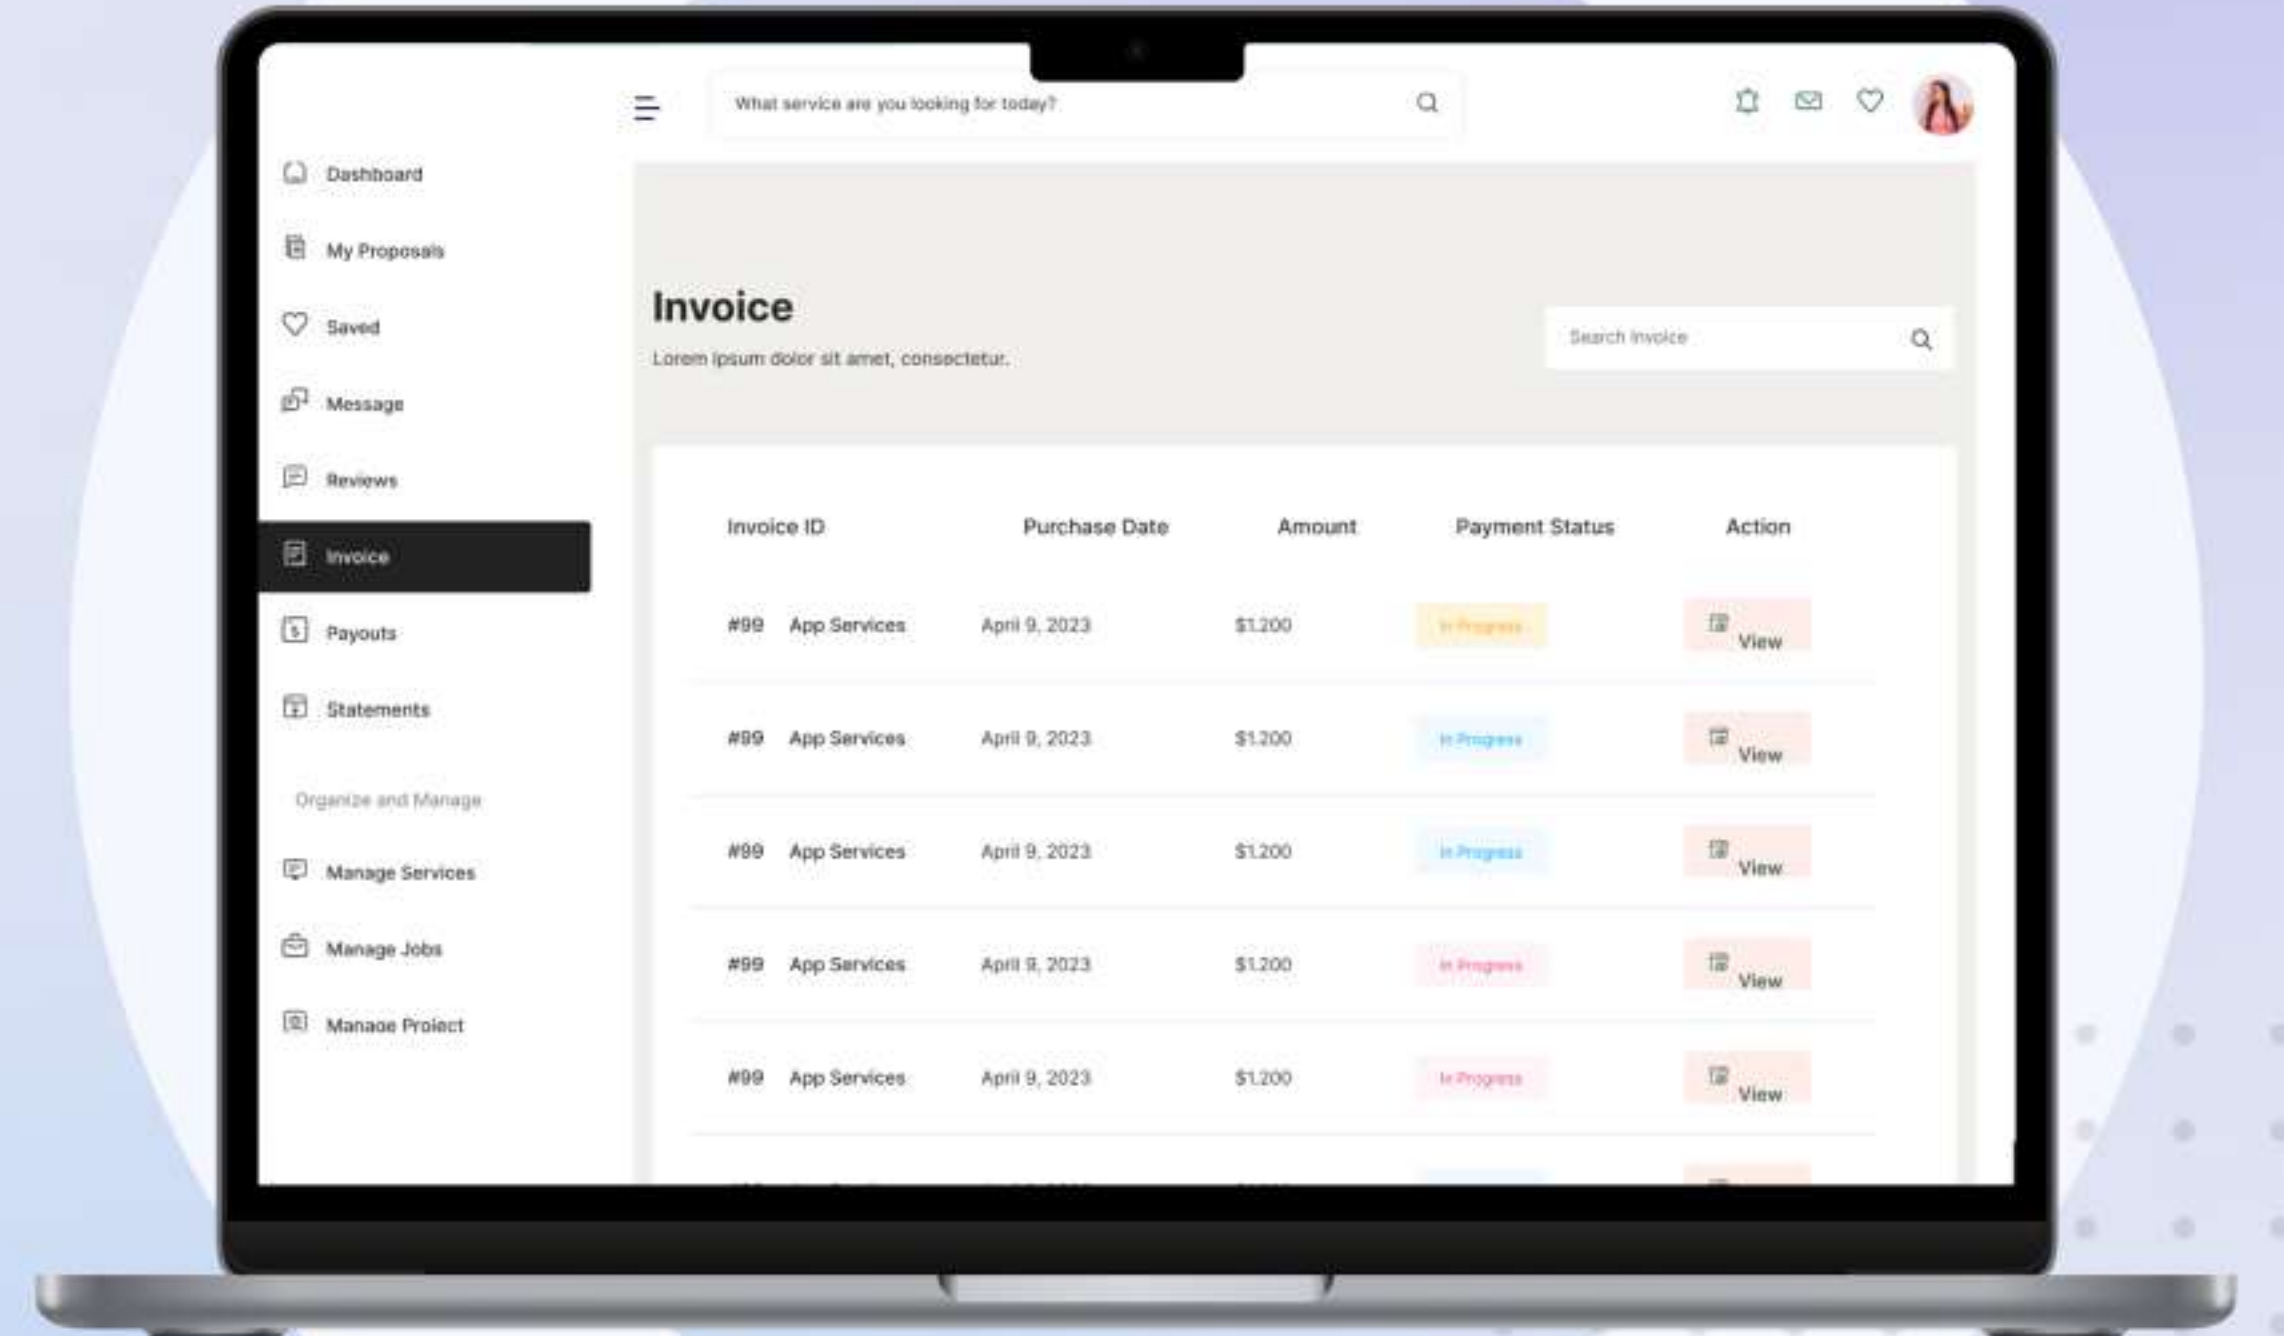 What service are you looking for today?
Dashboard
My Proposals
Saved
Message
Reviews
Invoice
Payouts
Statements
Organize and Manage
Manage Services
Manage Jobs
Manage Project
Invoice
Lorem ipsum dolor sit amet, consectetur.
Search Invoice
Invoice ID Purchase Date Amount Payment Status Action
#99 App Services April 9, 2023 $1.200 In Progress View
#99 App Services April 9, 2023 $1.200 In Progress View
#99 App Services April 9, 2023 $1.200 In Progress View
#99 App Services April 9, 2023 $1.200 In Progress View
#99 App Services April 9, 2023 $1.200 In Progress View